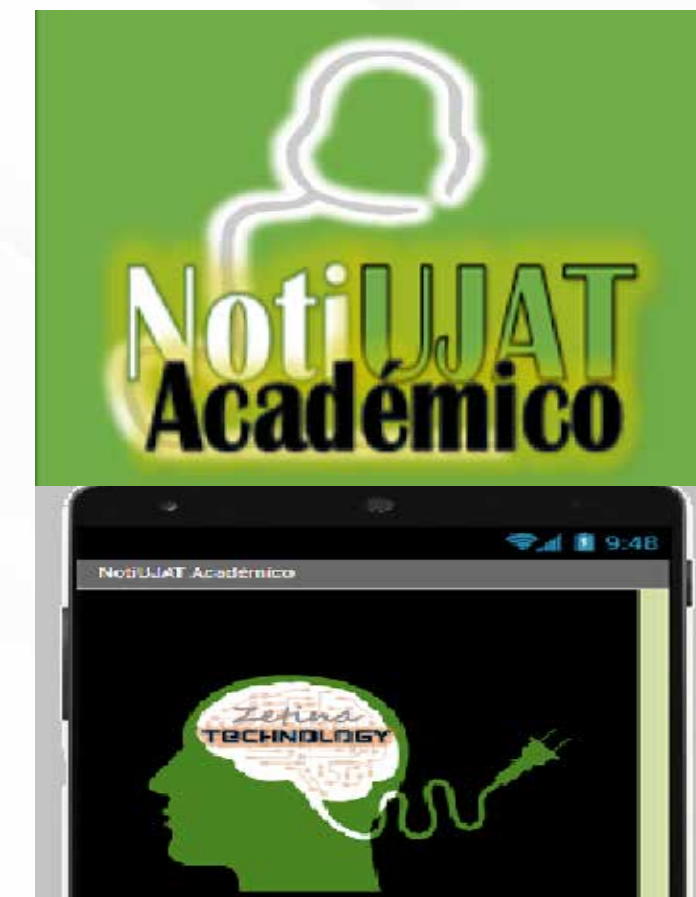 NotiUJAT
Académico
9:48
NotiUJAT Académico
Zetina
TECHNOLOGY